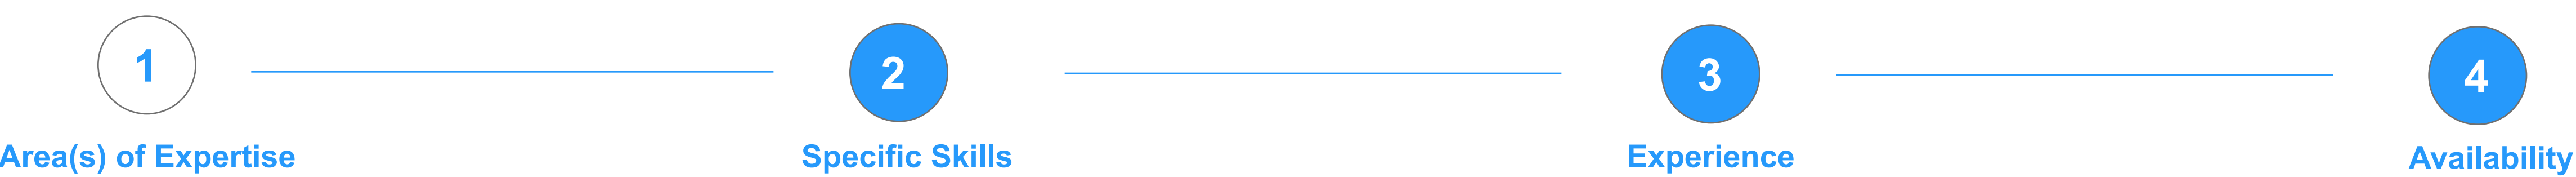 1
2
3
4
Area(s) of Expertise
Specific Skills
Experience
Availability